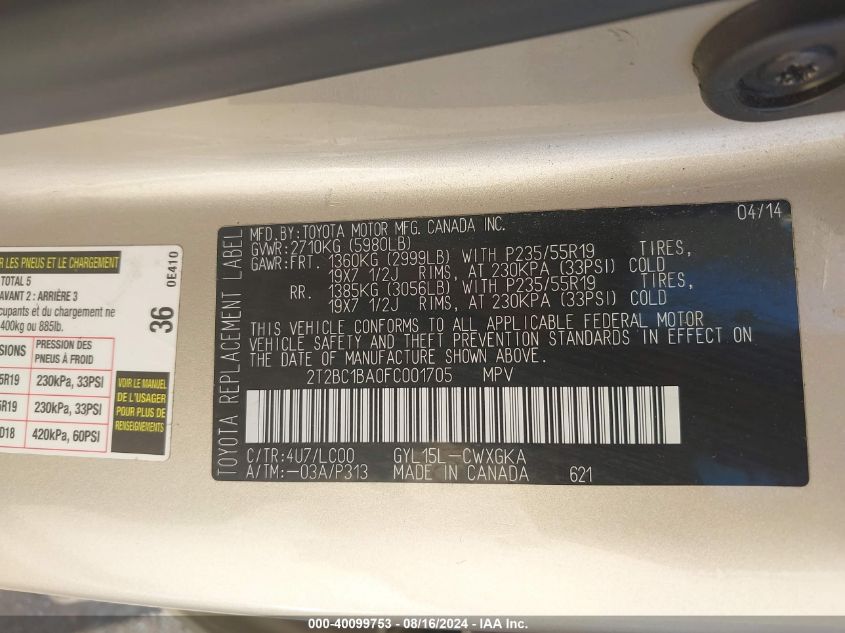 TOYOTA REPLACEMENT LABEL
MFD. BY: TOYOTA MOTOR MFG. CANADA INC. 04/14
GVWR: 2710KG (5980LB)
GAWR: FRT. 1360KG (2999LB) WITH P235/55R19 TIRES,
19X7 1/2J RIMS, AT 230KPA (33PSI) COLD
RR. 1385KG (3056LB) WITH P235/55R19 TIRES,
19X7 1/2J RIMS, AT 230KPA (33PSI) COLD
THIS VEHICLE CONFORMS TO ALL APPLICABLE FEDERAL MOTOR
VEHICLE SAFETY AND THEFT PREVENTION STANDARDS IN EFFECT ON
THE DATE OF MANUFACTURE SHOWN ABOVE.
2T2BC1BA0FC001705 MPV
C/TR: 4U7/LC00 GYL15L-CWXGKA
A/TM: -03A/P313 MADE IN CANADA 621
LES PNEUS ET LE CHARGEMENT
TOTAL 5
AVANT 2 : ARRIÈRE 3
cupants et du chargement ne
400kg ou 885lb.
36
0E410
PRESSION DES
PNEUS À FROID
5R19 230kPa, 33PSI
5R19 230kPa, 33PSI
D18 420kPa, 60PSI
VOIR LE MANUEL
DE L'USAGER
POUR PLUS DE
RENSEIGNEMENTS
000-40099753 - 08/16/2024 - IAA Inc.